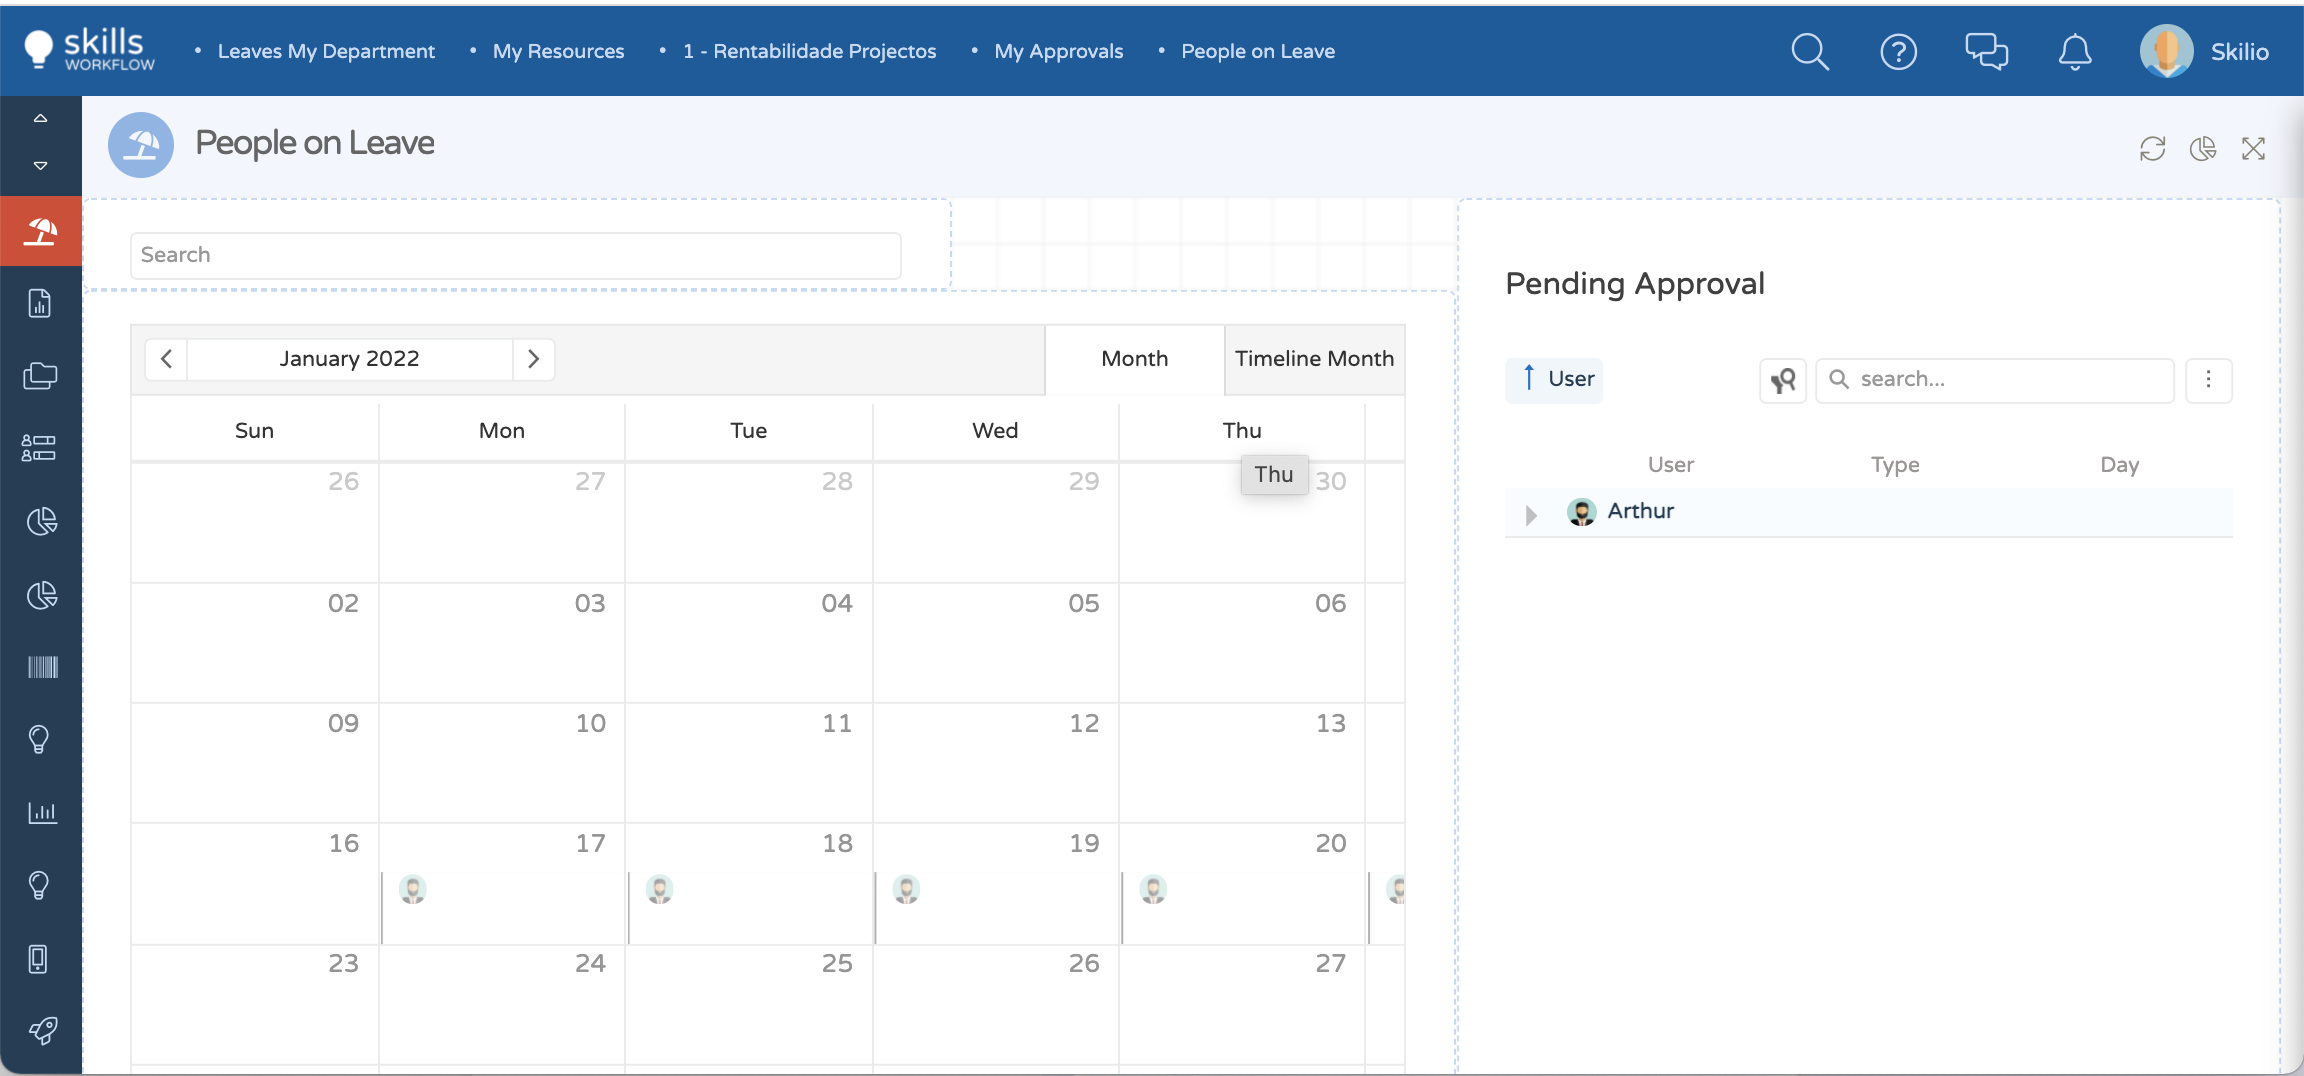 skills WORKFLOW
• Leaves My Department • My Resources • 1 - Rentabilidade Projectos • My Approvals • People on Leave
Skilio
People on Leave
Search
January 2022
Month
Timeline Month
Sun Mon Tue Wed Thu
Thu
26 27 28 29 30
02 03 04 05 06
09 10 11 12 13
16 17 18 19 20
23 24 25 26 27
Pending Approval
User
search...
User Type Day
Arthur